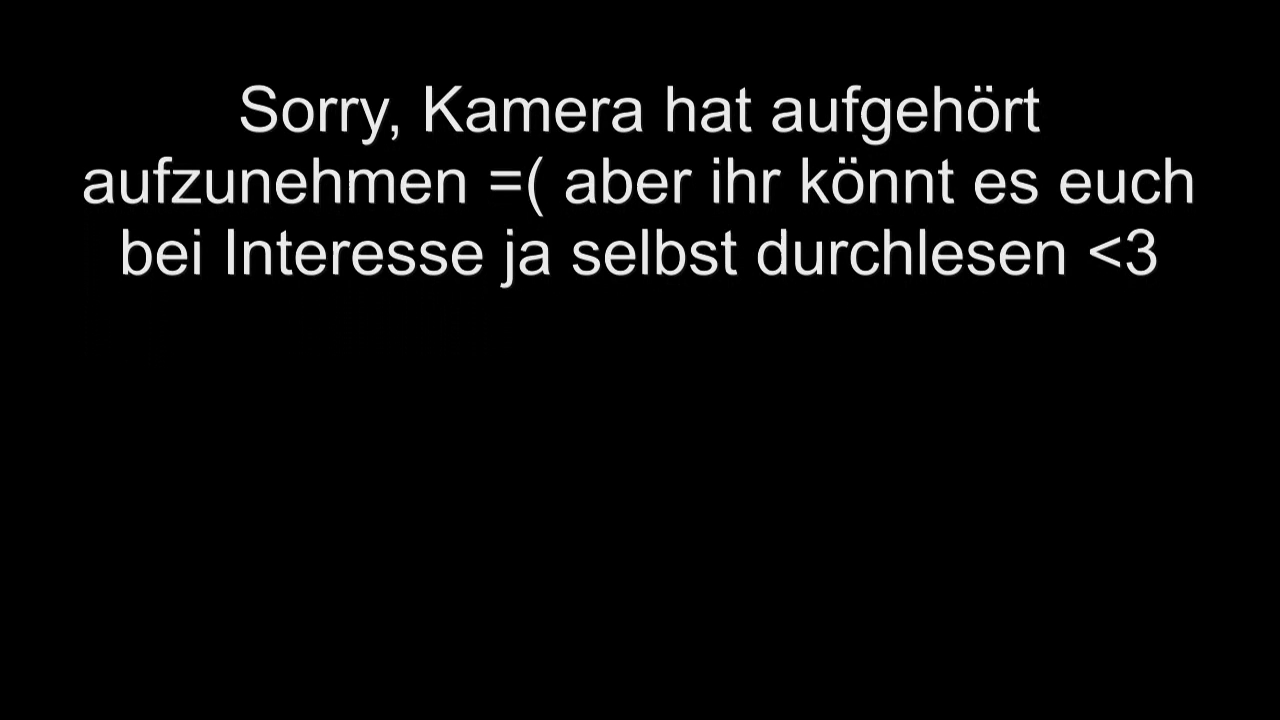 Sorry, Kamera hat aufgehört
aufzunehmen =( aber ihr könnt es euch
bei Interesse ja selbst durchlesen <3